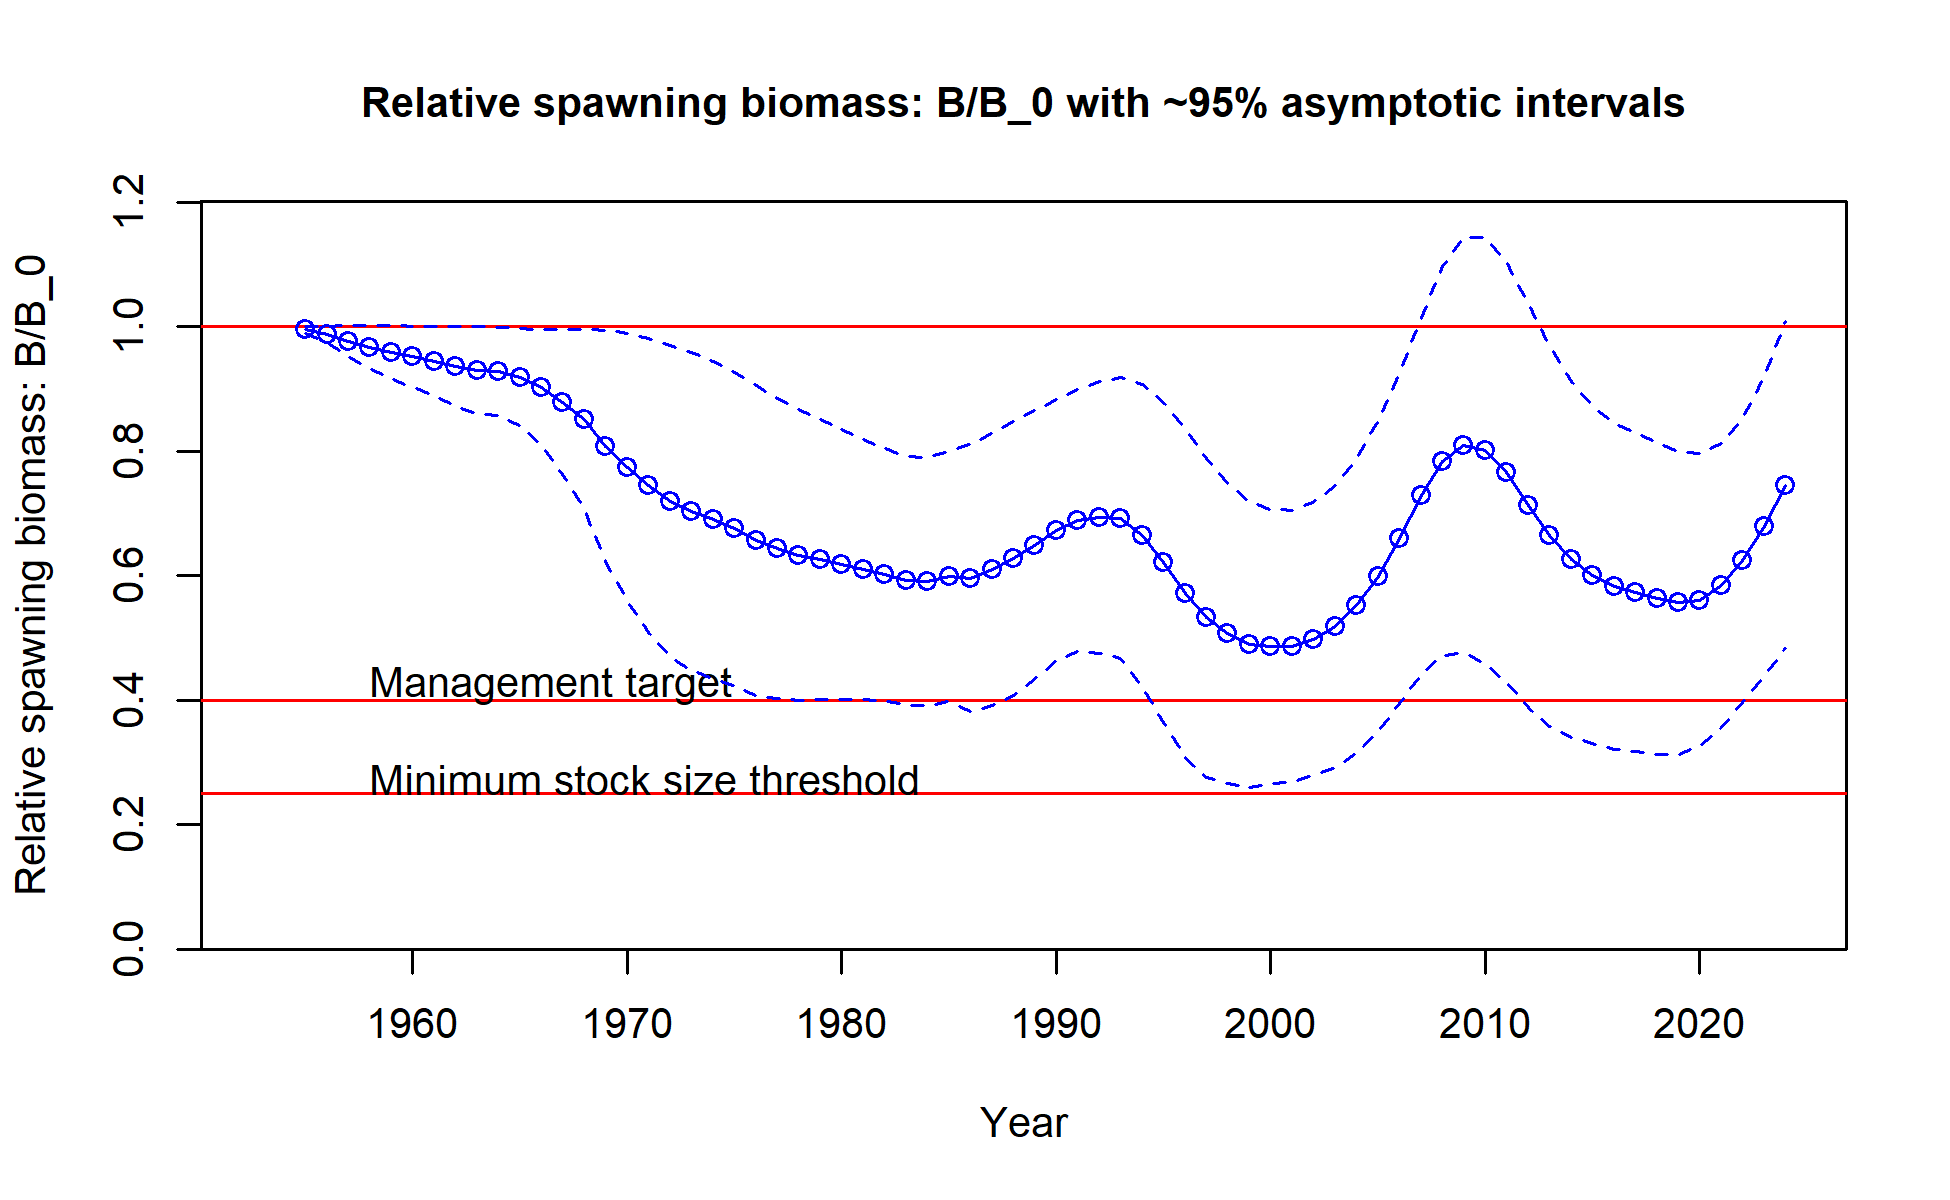 Relative spawning biomass: B/B_0 with ~95% asymptotic intervals
Relative spawning biomass: B/B_0
1.2
1.0
0.8
0.6
0.4
0.2
0.0
Management target
Minimum stock size threshold
1960 1970 1980 1990 2000 2010 2020
Year